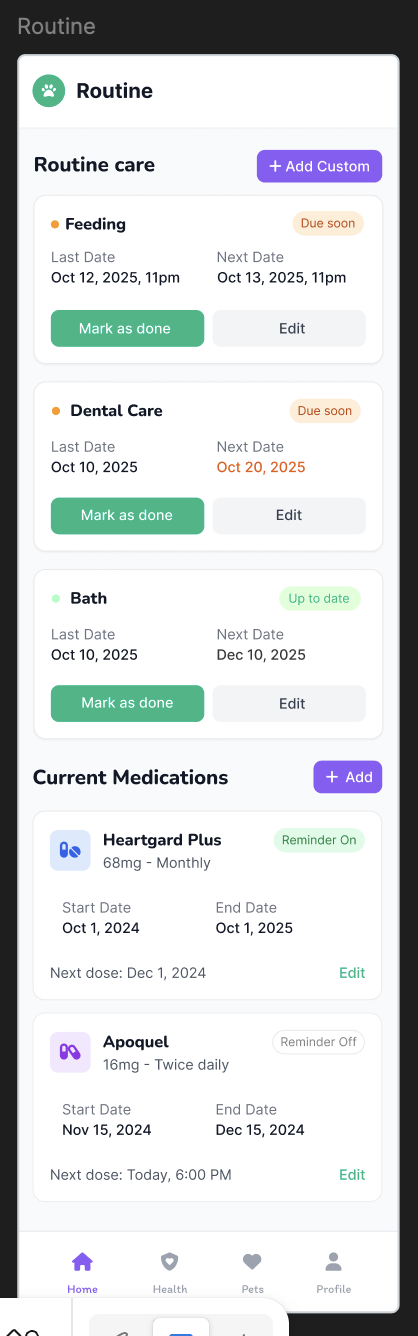 Routine
Routine
Routine care
+ Add Custom
Feeding
Due soon
Last Date
Next Date
Oct 12, 2025, 11pm
Oct 13, 2025, 11pm
Mark as done
Edit
Dental Care
Due soon
Last Date
Next Date
Oct 10, 2025
Oct 20, 2025
Mark as done
Edit
Bath
Up to date
Last Date
Next Date
Oct 10, 2025
Dec 10, 2025
Mark as done
Edit
Current Medications
+ Add
Heartgard Plus
Reminder On
68mg - Monthly
Start Date
End Date
Oct 1, 2024
Oct 1, 2025
Next dose: Dec 1, 2024
Edit
Apoquel
Reminder Off
16mg - Twice daily
Start Date
End Date
Nov 15, 2024
Dec 15, 2024
Next dose: Today, 6:00 PM
Edit
Home
Health
Pets
Profile